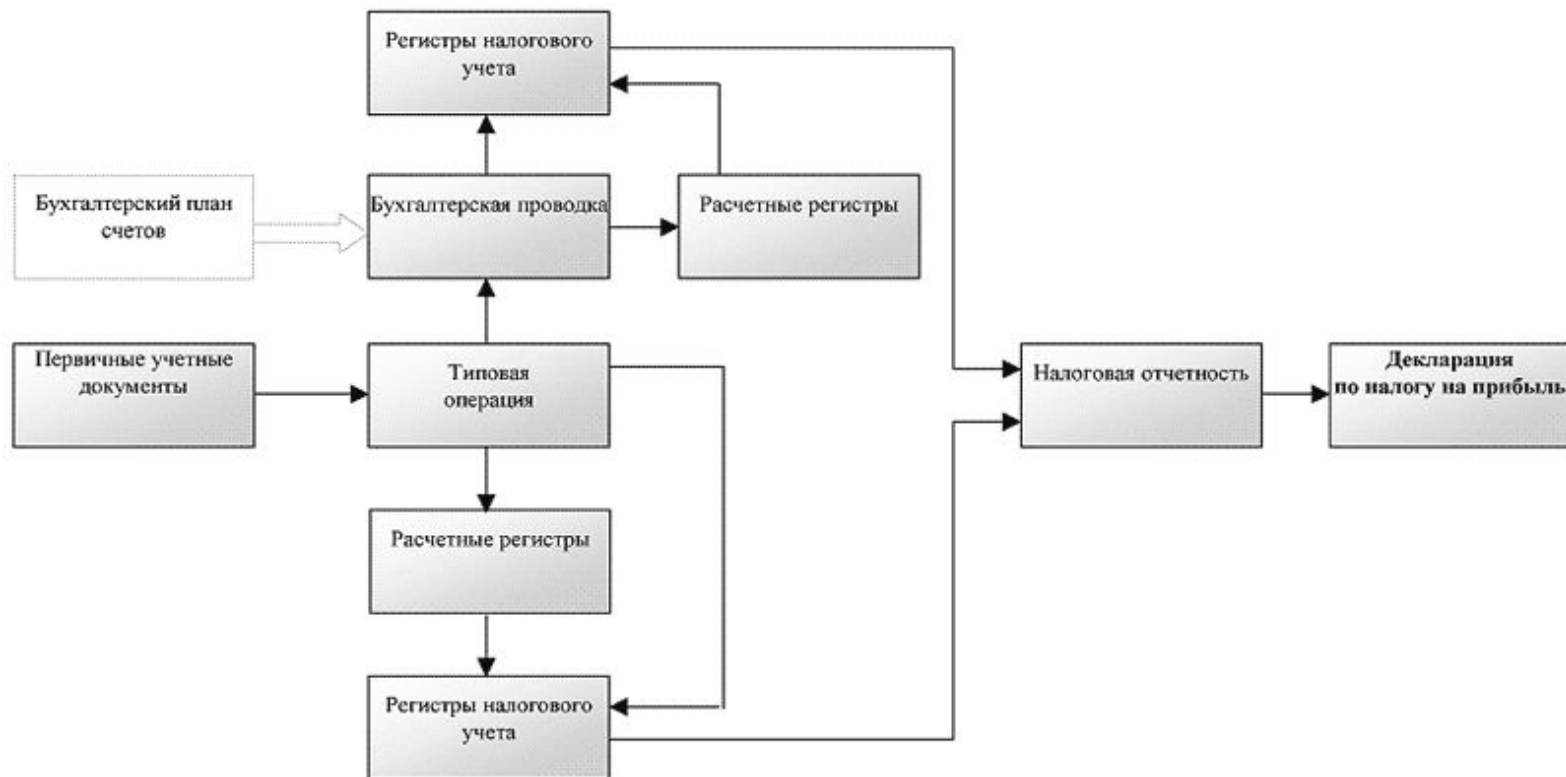 Регистры налогового
учета
Бухгалтерский план
счетов
Бухгалтерская проводка
Расчетные регистры
Первичные учетные
документы
Типовая
операция
Налоговая отчетность
Декларация
по налогу на прибыль
Расчетные регистры
Регистры налогового
учета